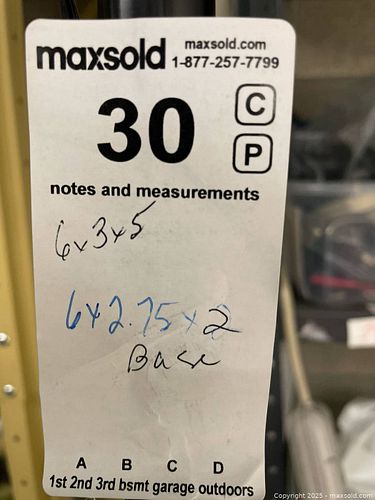 maxsold maxsold.com
1-877-257-7799
30 C
P
notes and measurements
6x3x5
6x2.75x2
Base
A B C D
1st 2nd 3rd bsmt garage outdoors
Copyright 2025 - maxsold.com